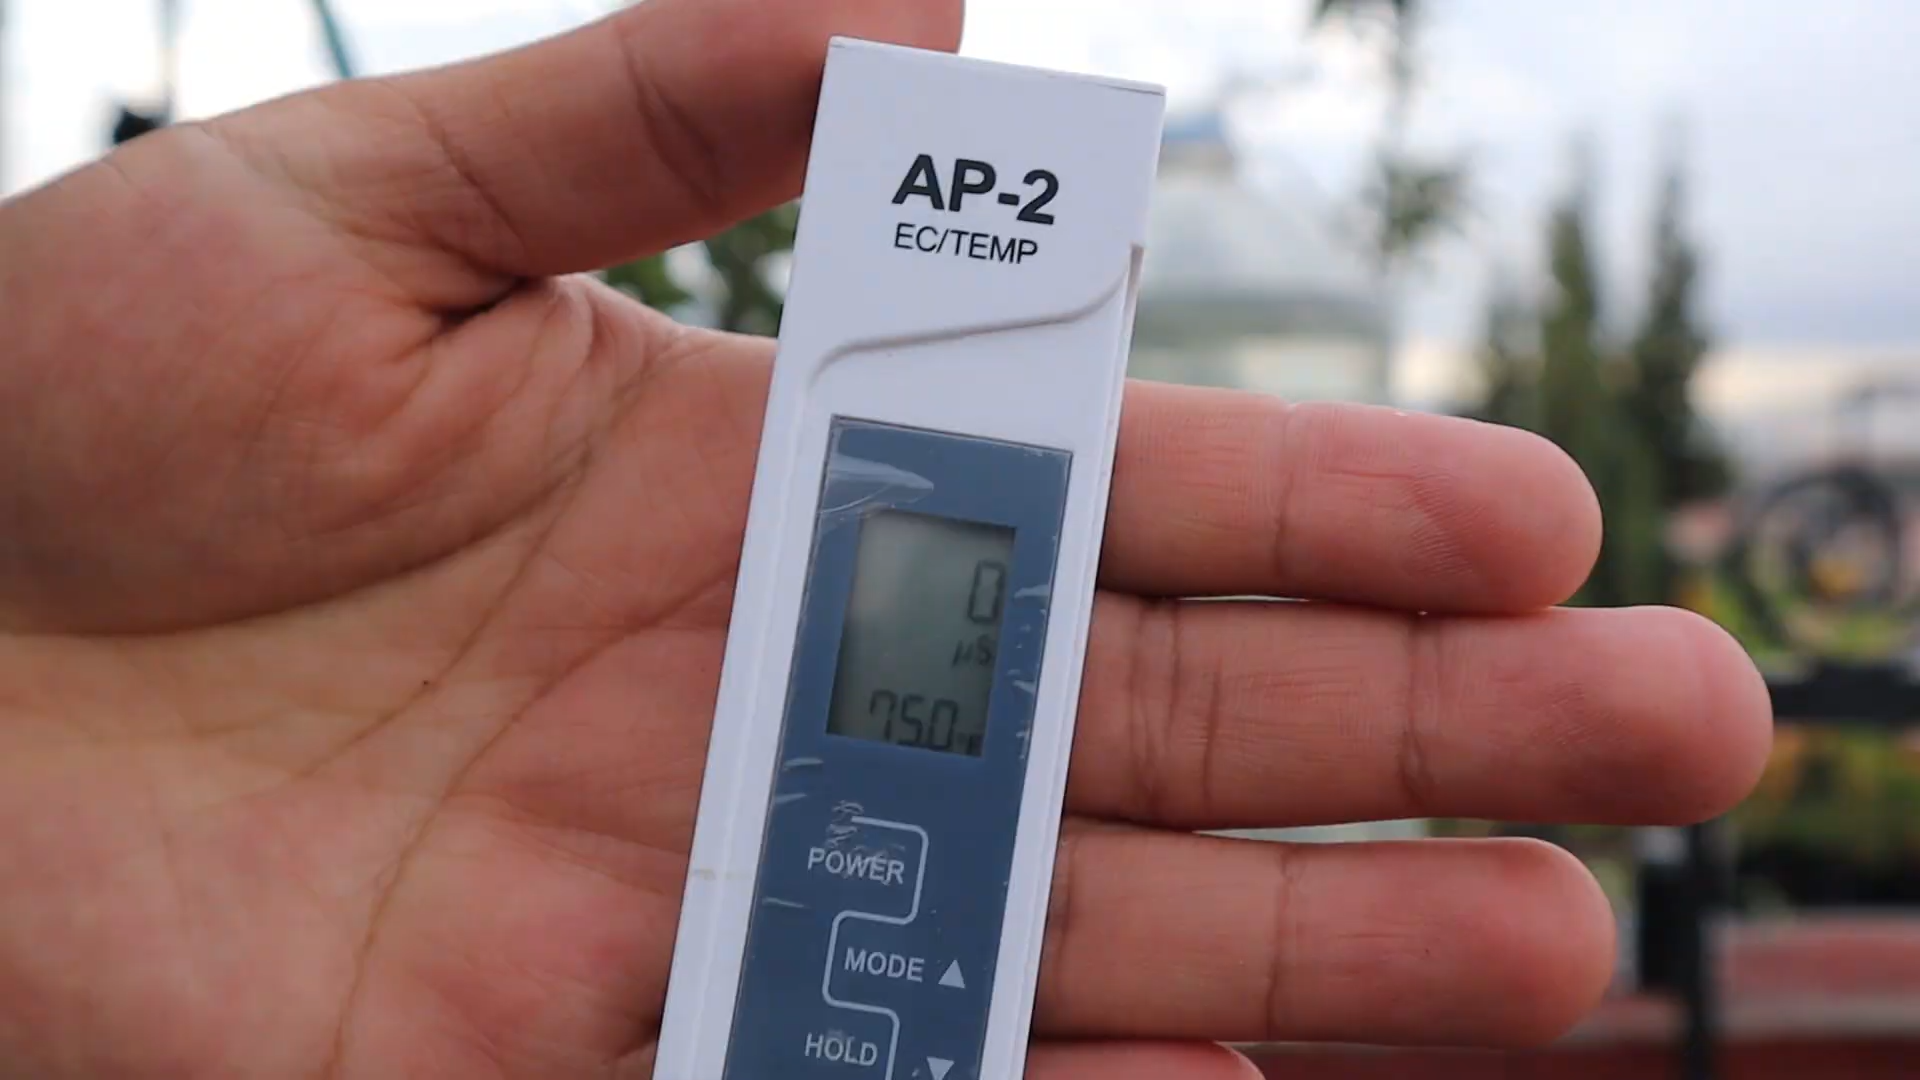 AP-2
EC/TEMP
0
µS
75.0°F
POWER
MODE ▲
HOLD ▼